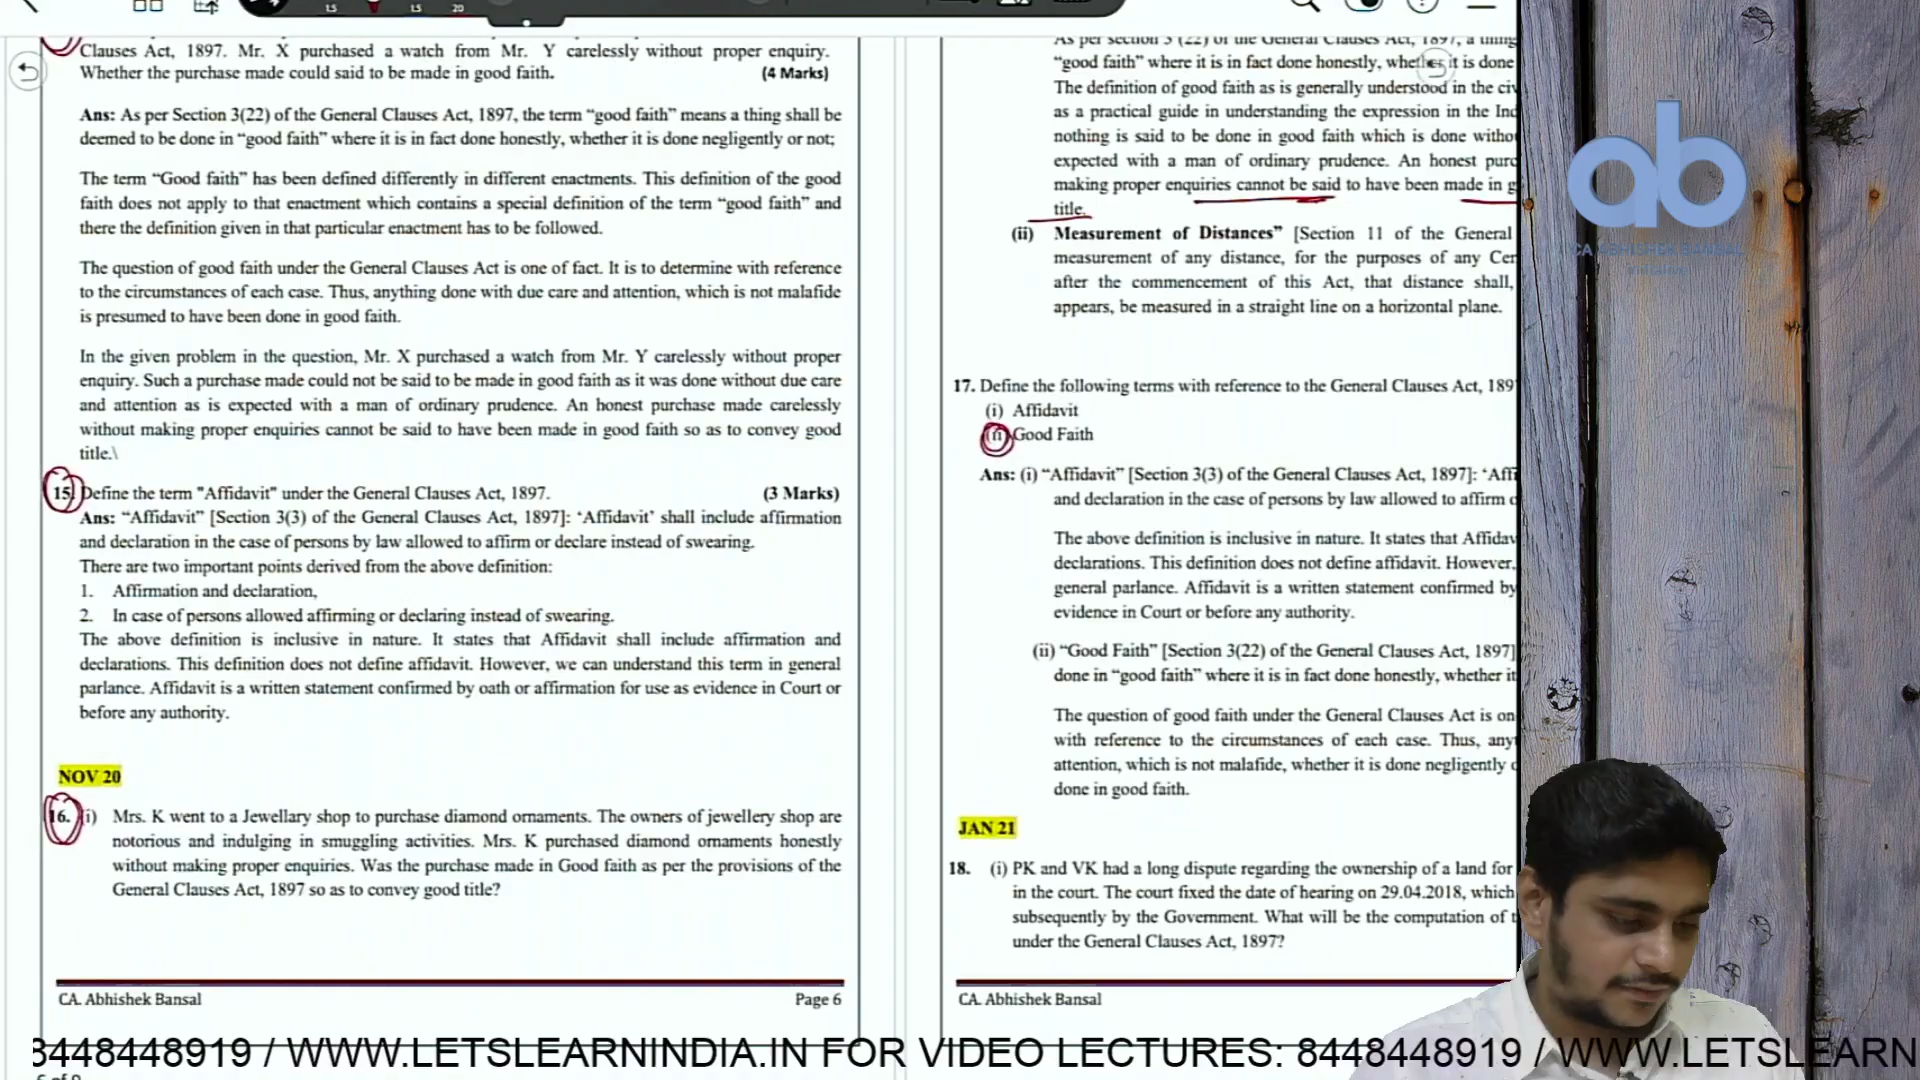 15
15
20
Clauses Act, 1897. Mr. X purchased a watch from Mr. Y carelessly without proper enquiry.
Whether the purchase made could said to be made in good faith. (4 Marks)
Ans: As per Section 3(22) of the General Clauses Act, 1897, the term “good faith” means a thing shall be
deemed to be done in “good faith” where it is in fact done honestly, whether it is done negligently or not;
The term “Good faith” has been defined differently in different enactments. This definition of the good
faith does not apply to that enactment which contains a special definition of the term “good faith” and
there the definition given in that particular enactment has to be followed.
The question of good faith under the General Clauses Act is one of fact. It is to determine with reference
to the circumstances of each case. Thus, anything done with due care and attention, which is not malafide
is presumed to have been done in good faith.
In the given problem in the question, Mr. X purchased a watch from Mr. Y carelessly without proper
enquiry. Such a purchase made could not be said to be made in good faith as it was done without due care
and attention as is expected with a man of ordinary prudence. An honest purchase made carelessly
without making proper enquiries cannot be said to have been made in good faith so as to convey good
title.\
15. Define the term "Affidavit" under the General Clauses Act, 1897. (3 Marks)
Ans: “Affidavit” [Section 3(3) of the General Clauses Act, 1897]: ‘Affidavit’ shall include affirmation
and declaration in the case of persons by law allowed to affirm or declare instead of swearing.
There are two important points derived from the above definition:
1. Affirmation and declaration,
2. In case of persons allowed affirming or declaring instead of swearing.
The above definition is inclusive in nature. It states that Affidavit shall include affirmation and
declarations. This definition does not define affidavit. However, we can understand this term in general
parlance. Affidavit is a written statement confirmed by oath or affirmation for use as evidence in Court or
before any authority.
NOV 20
16. (i) Mrs. K went to a Jewellary shop to purchase diamond ornaments. The owners of jewellery shop are
notorious and indulging in smuggling activities. Mrs. K purchased diamond ornaments honestly
without making proper enquiries. Was the purchase made in Good faith as per the provisions of the
General Clauses Act, 1897 so as to convey good title?
CA. Abhishek Bansal Page 6
As per section 3 (22) of the General Clauses Act, 1897, a thing
“good faith” where it is in fact done honestly, whether it is done
The definition of good faith as is generally understood in the civ
as a practical guide in understanding the expression in the Ind
nothing is said to be done in good faith which is done witho
expected with a man of ordinary prudence. An honest purc
making proper enquiries cannot be said to have been made in g
title.
(ii) Measurement of Distances” [Section 11 of the General
measurement of any distance, for the purposes of any Cen
after the commencement of this Act, that distance shall,
appears, be measured in a straight line on a horizontal plane.
17. Define the following terms with reference to the General Clauses Act, 189
(i) Affidavit
(ii) Good Faith
Ans: (i) “Affidavit” [Section 3(3) of the General Clauses Act, 1897]: ‘Affi
and declaration in the case of persons by law allowed to affirm o
The above definition is inclusive in nature. It states that Affidav
declarations. This definition does not define affidavit. However,
general parlance. Affidavit is a written statement confirmed by
evidence in Court or before any authority.
(ii) “Good Faith” [Section 3(22) of the General Clauses Act, 1897]
done in “good faith” where it is in fact done honestly, whether it
The question of good faith under the General Clauses Act is on
with reference to the circumstances of each case. Thus, any
attention, which is not malafide, whether it is done negligently o
done in good faith.
JAN 21
18. (i) PK and VK had a long dispute regarding the ownership of a land for
in the court. The court fixed the date of hearing on 29.04.2018, which
subsequently by the Government. What will be the computation of t
under the General Clauses Act, 1897?
CA. Abhishek Bansal
ab
CA ABHISHEK BANSAL
8448448919 / WWW.LETSLEARNINDIA.IN FOR VIDEO LECTURES: 8448448919 / WWW.LETSLEARN